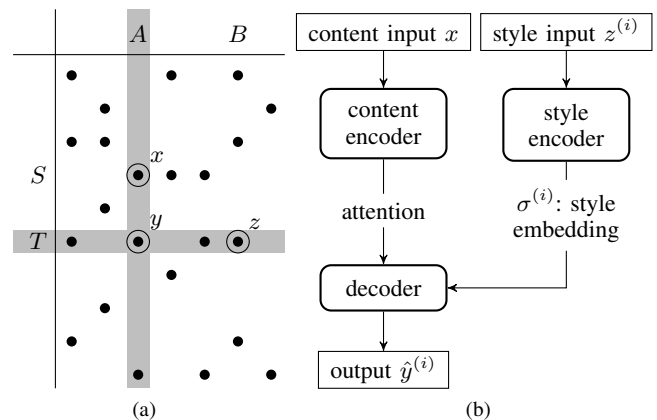 A B
S
T
x
y
z
(a)
content input x
style input z^{(i)}
content
encoder
style
encoder
attention
σ^{(i)}: style
embedding
decoder
output ŷ^{(i)}
(b)